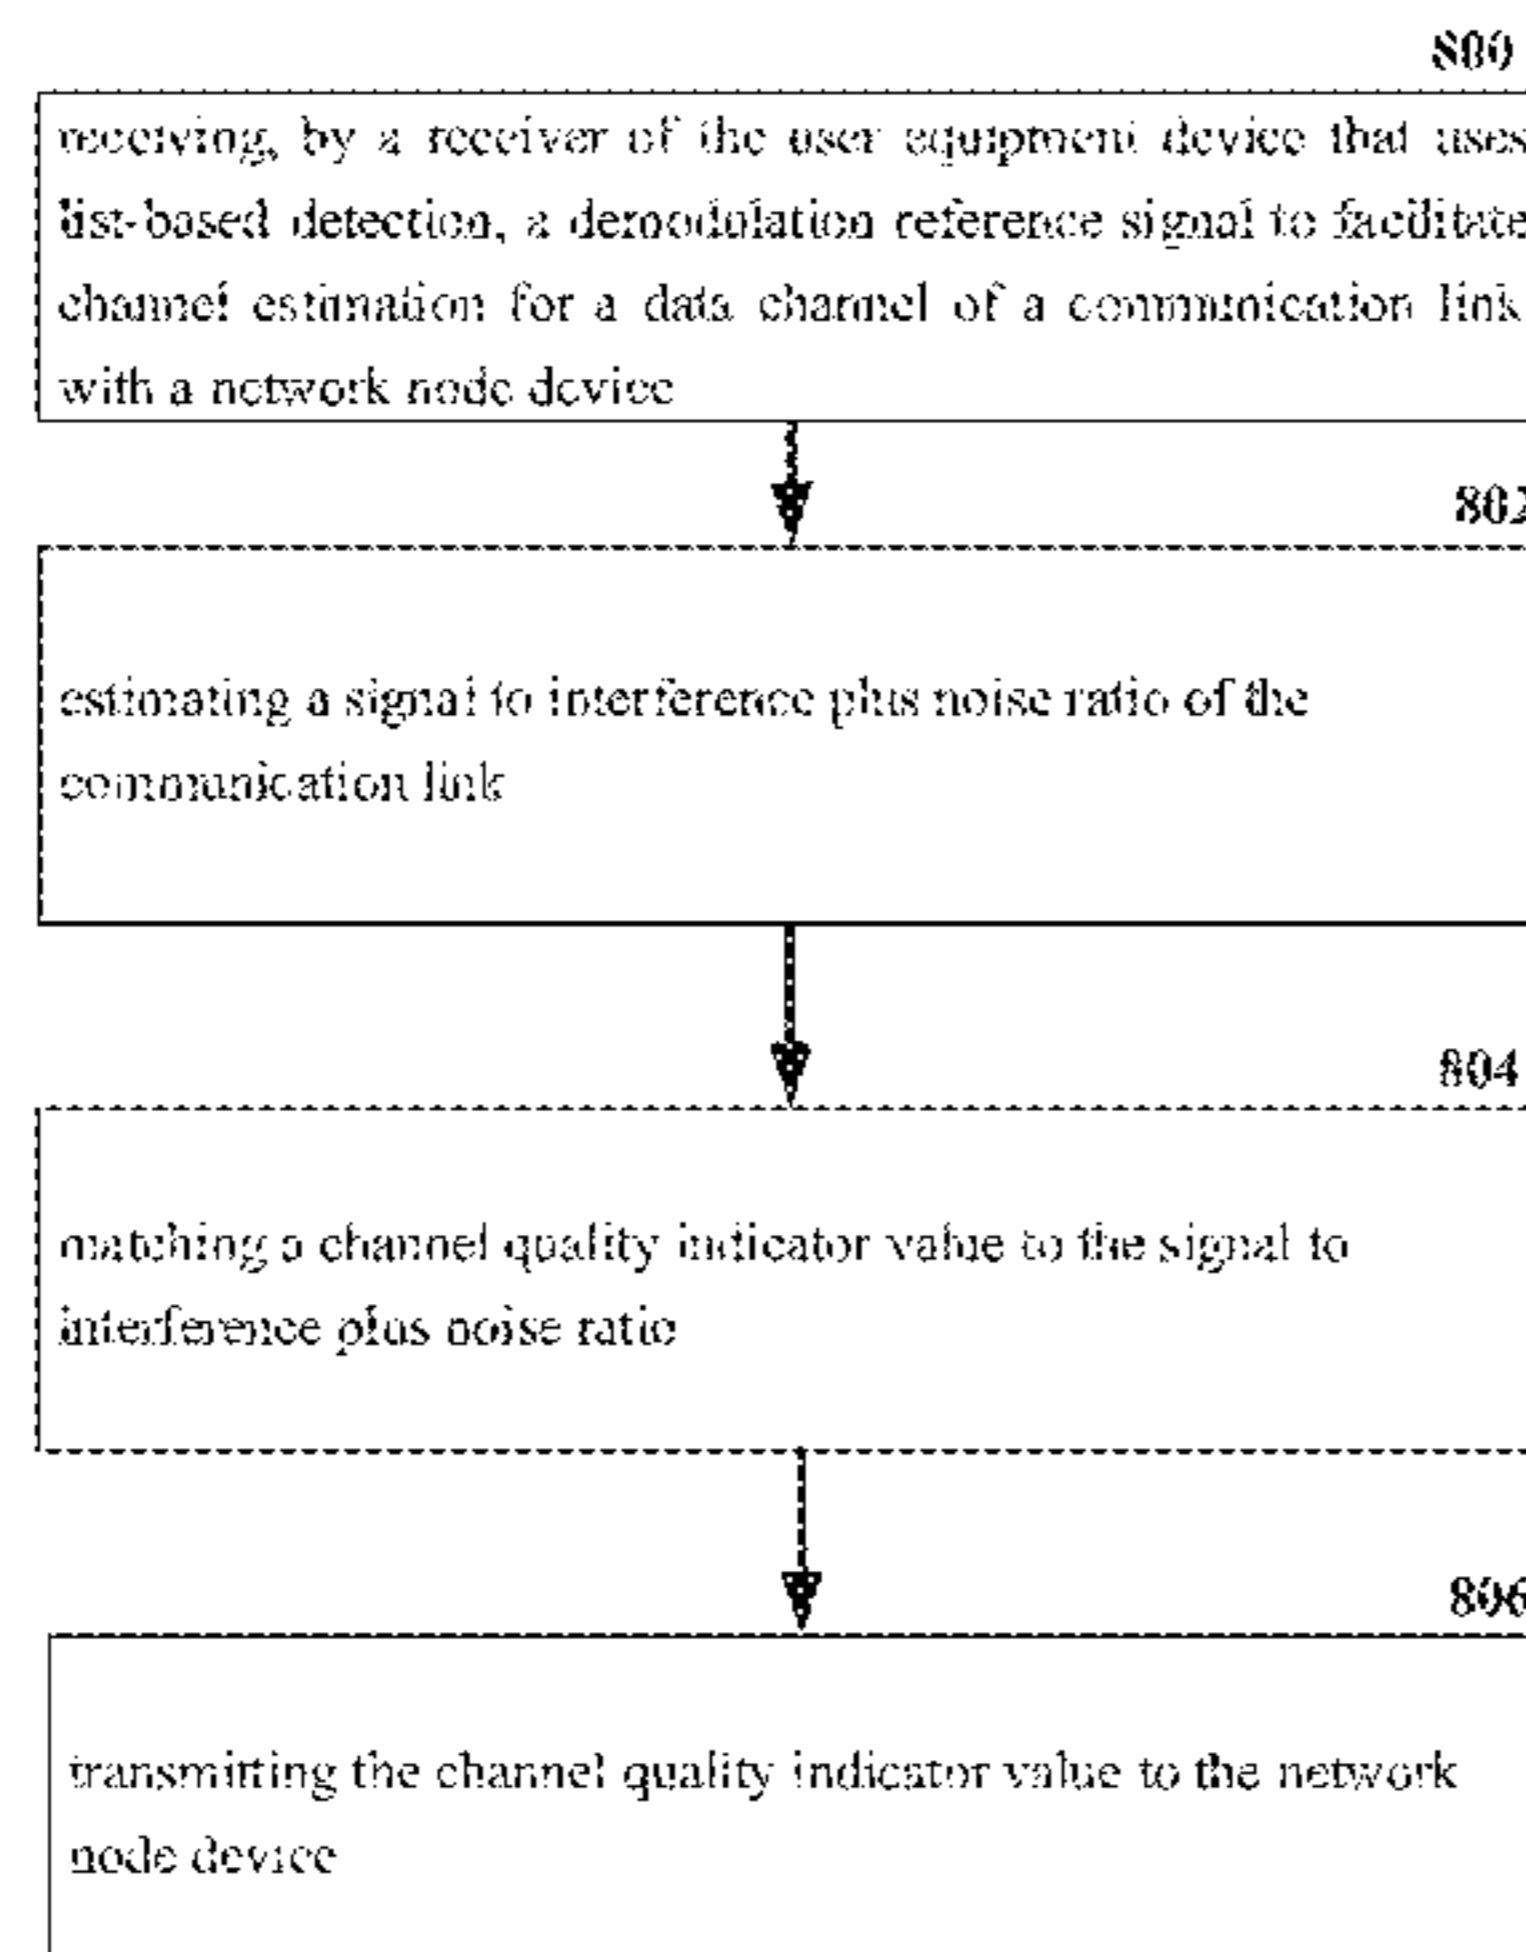 800
receiving, by a receiver of the user equipment device that uses
list-based detection, a demodulation reference signal to facilitate
channel estimation for a data channel of a communication link
with a network node device
802
estimating a signal to interference plus noise ratio of the
communication link
804
matching a channel quality indicator value to the signal to
interference plus noise ratio
806
transmitting the channel quality indicator value to the network
node device